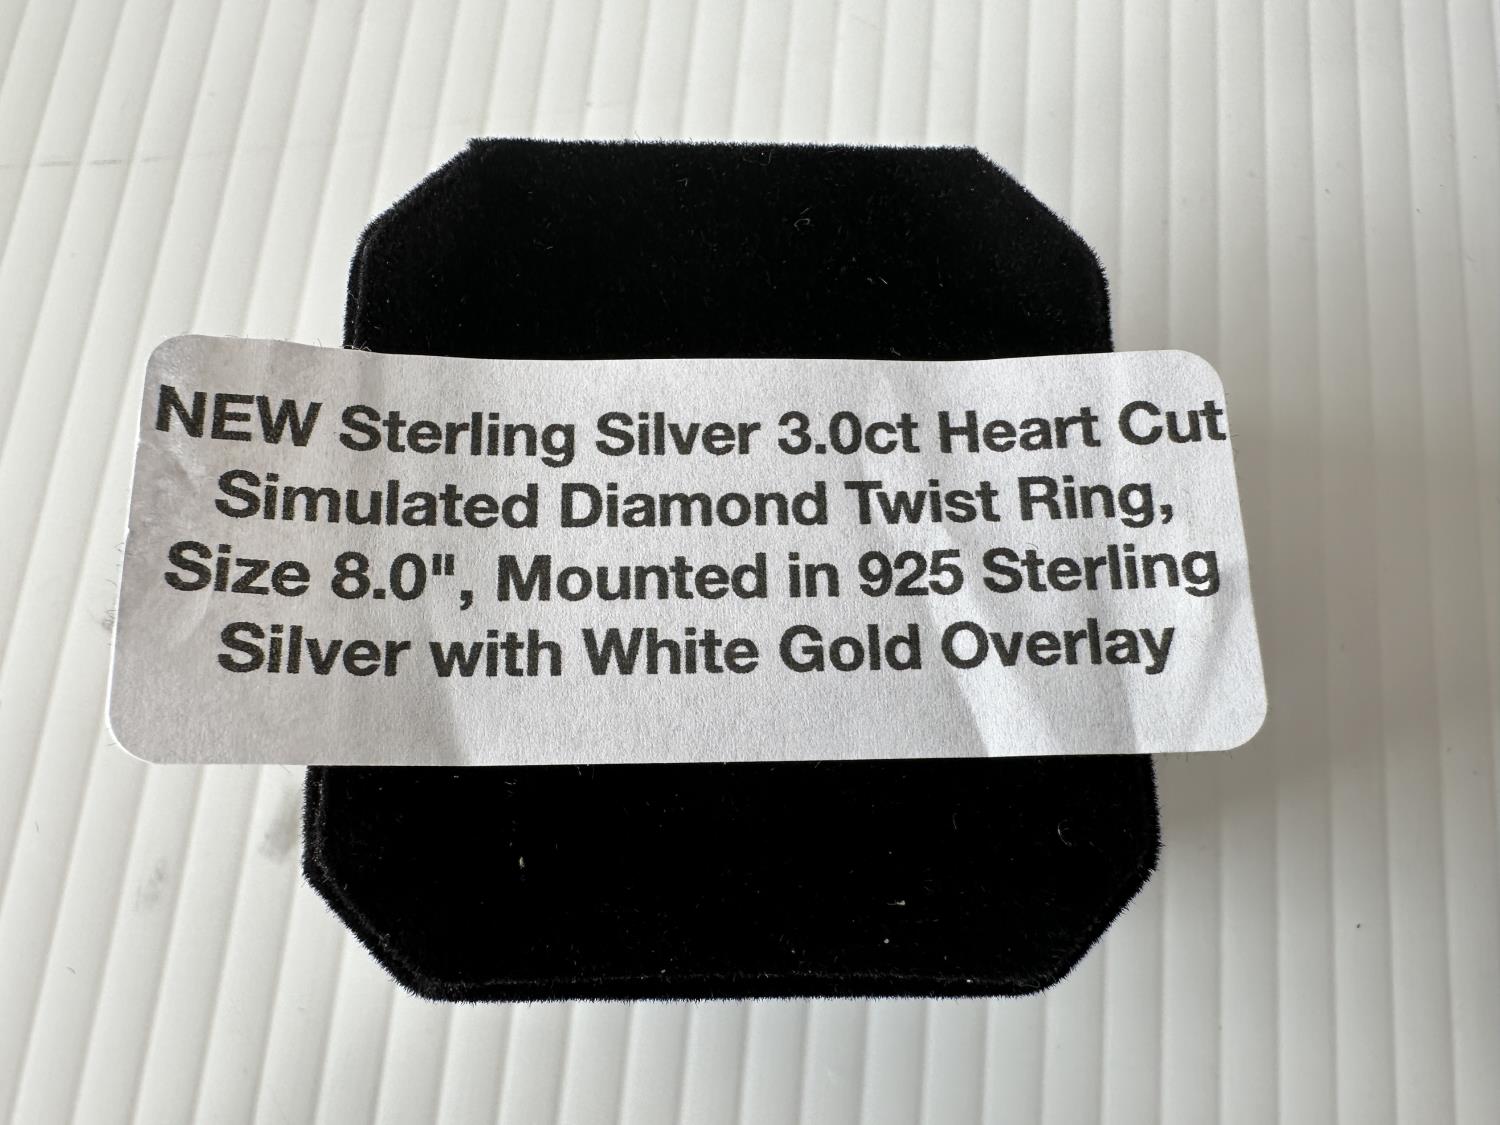 NEW Sterling Silver 3.0ct Heart Cut
Simulated Diamond Twist Ring,
Size 8.0", Mounted in 925 Sterling
Silver with White Gold Overlay